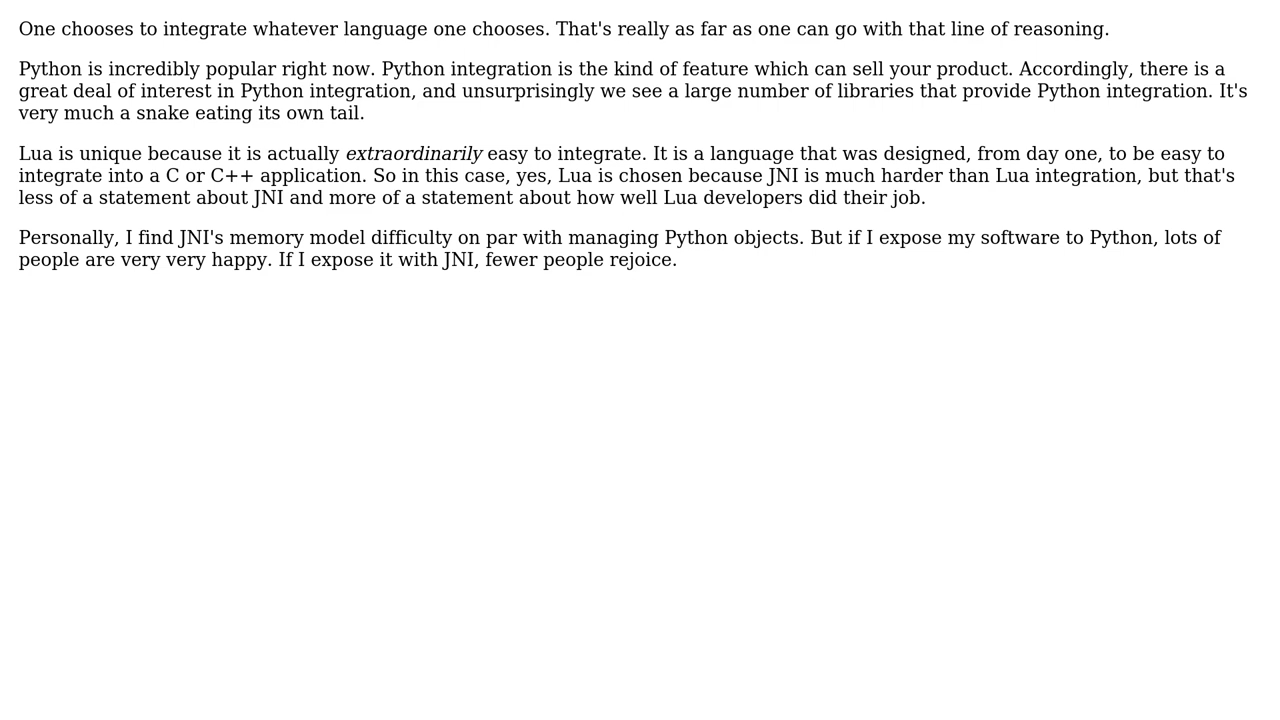 One chooses to integrate whatever language one chooses. That's really as far as one can go with that line of reasoning.
Python is incredibly popular right now. Python integration is the kind of feature which can sell your product. Accordingly, there is a
great deal of interest in Python integration, and unsurprisingly we see a large number of libraries that provide Python integration. It's
very much a snake eating its own tail.
Lua is unique because it is actually extraordinarily easy to integrate. It is a language that was designed, from day one, to be easy to
integrate into a C or C++ application. So in this case, yes, Lua is chosen because JNI is much harder than Lua integration, but that's
less of a statement about JNI and more of a statement about how well Lua developers did their job.
Personally, I find JNI's memory model difficulty on par with managing Python objects. But if I expose my software to Python, lots of
people are very very happy. If I expose it with JNI, fewer people rejoice.